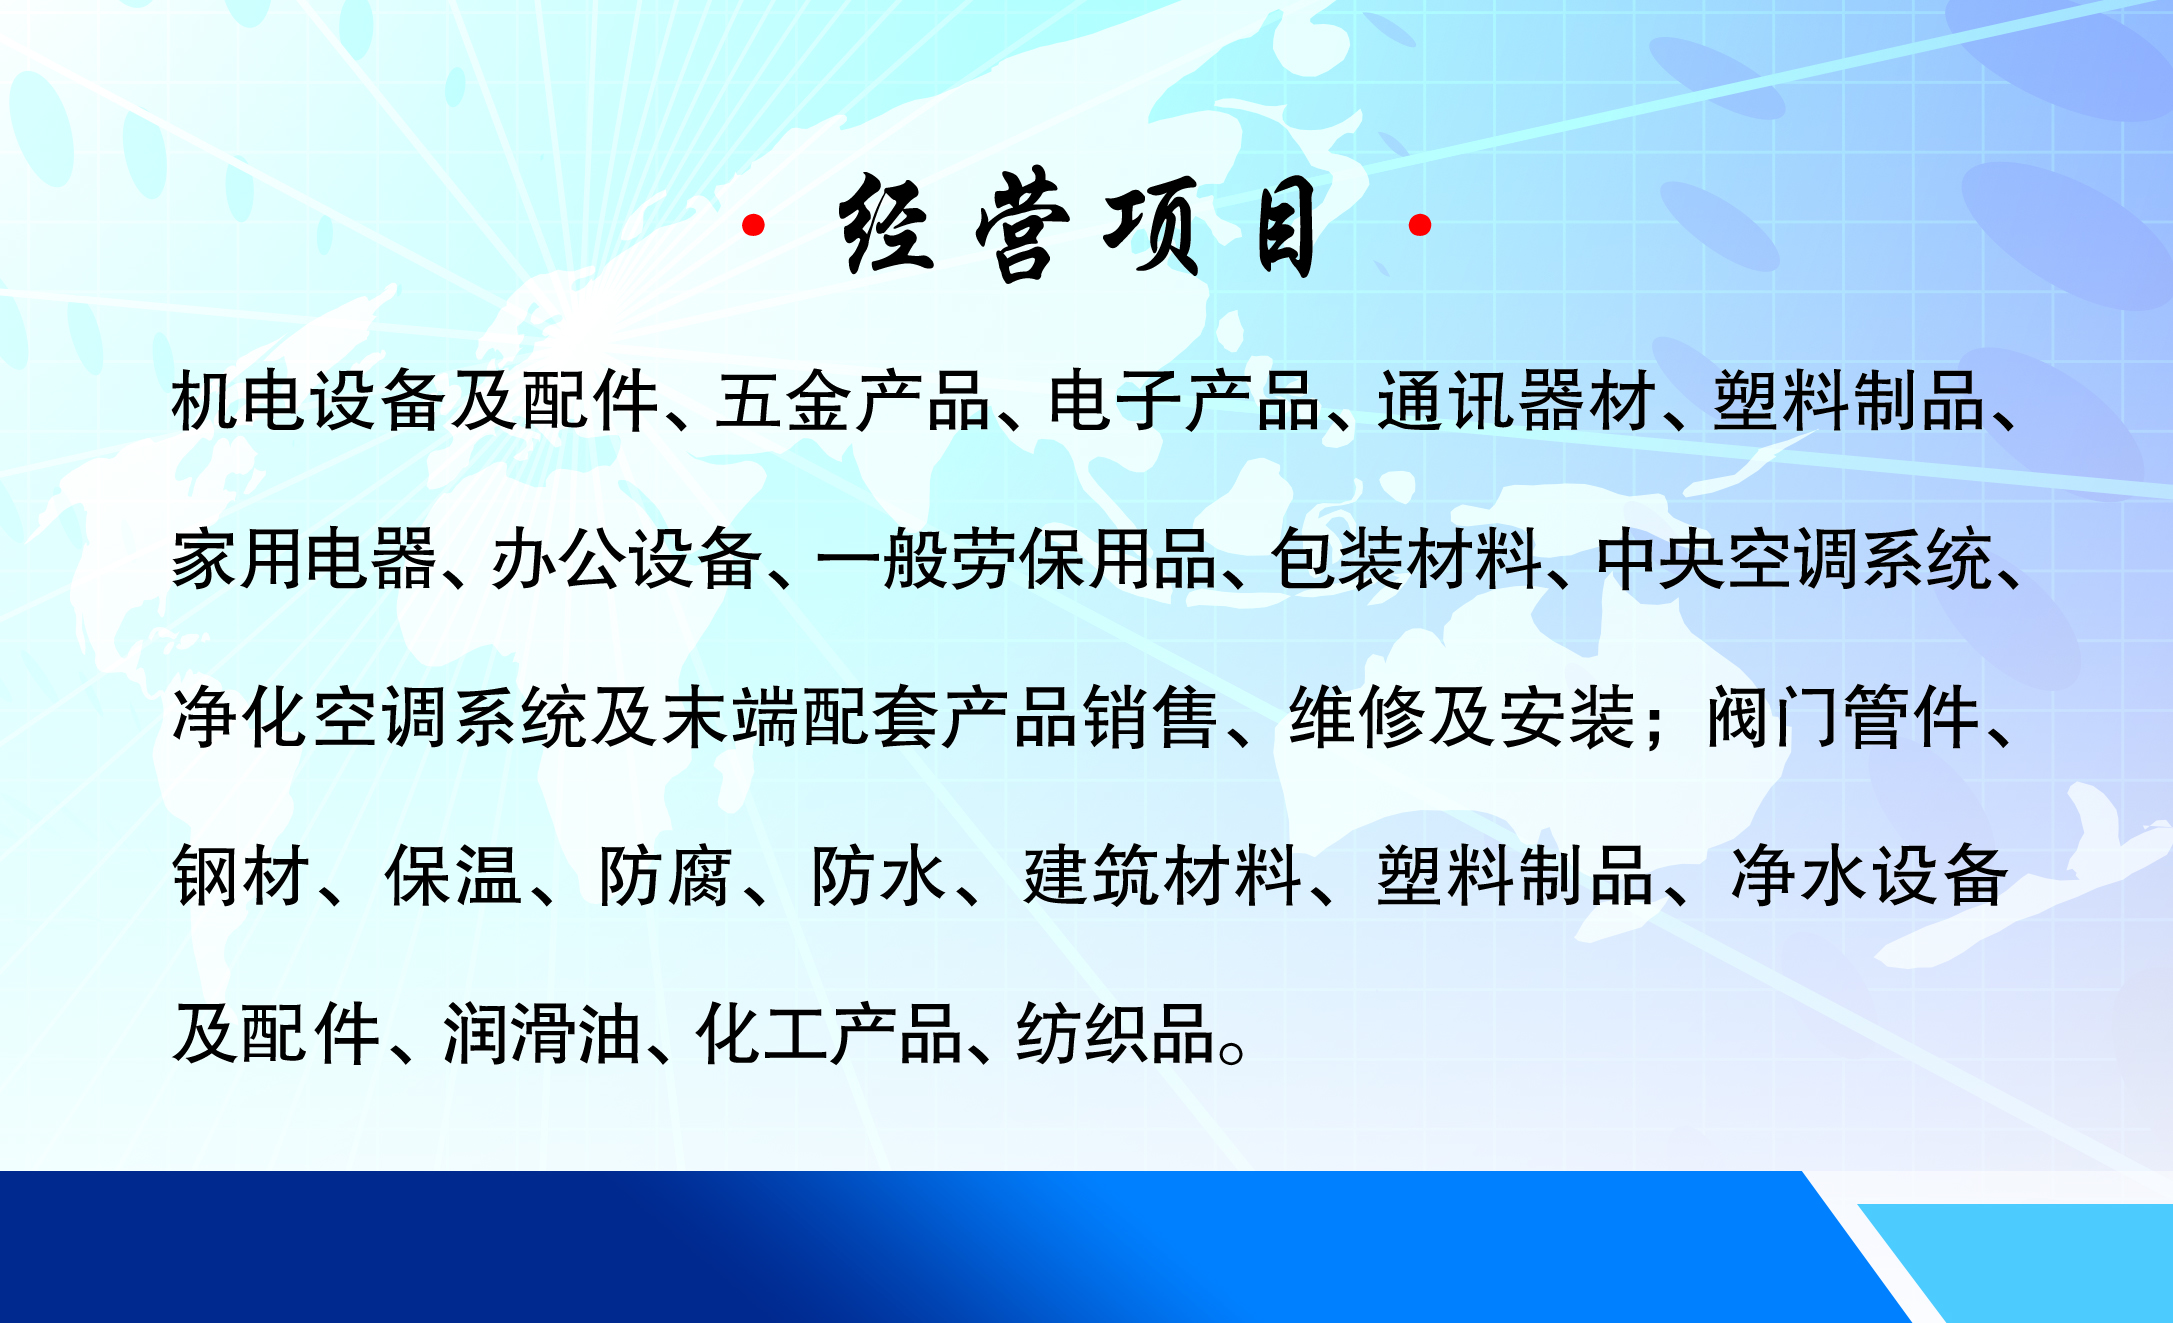 · 经营项目 ·
机电设备及配件、五金产品、电子产品、通讯器材、塑料制品、
家用电器、办公设备、一般劳保用品、包装材料、中央空调系统、
净化空调系统及末端配套产品销售、维修及安装；阀门管件、
钢材、保温、防腐、防水、建筑材料、塑料制品、净水设备
及配件、润滑油、化工产品、纺织品。